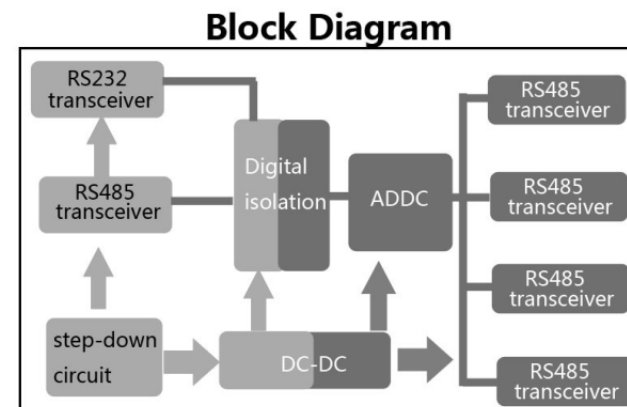 Block Diagram
RS232
transceiver
RS485
transceiver
step-down
circuit
Digital
isolation
DC-DC
ADDC
RS485
transceiver
RS485
transceiver
RS485
transceiver
RS485
transceiver